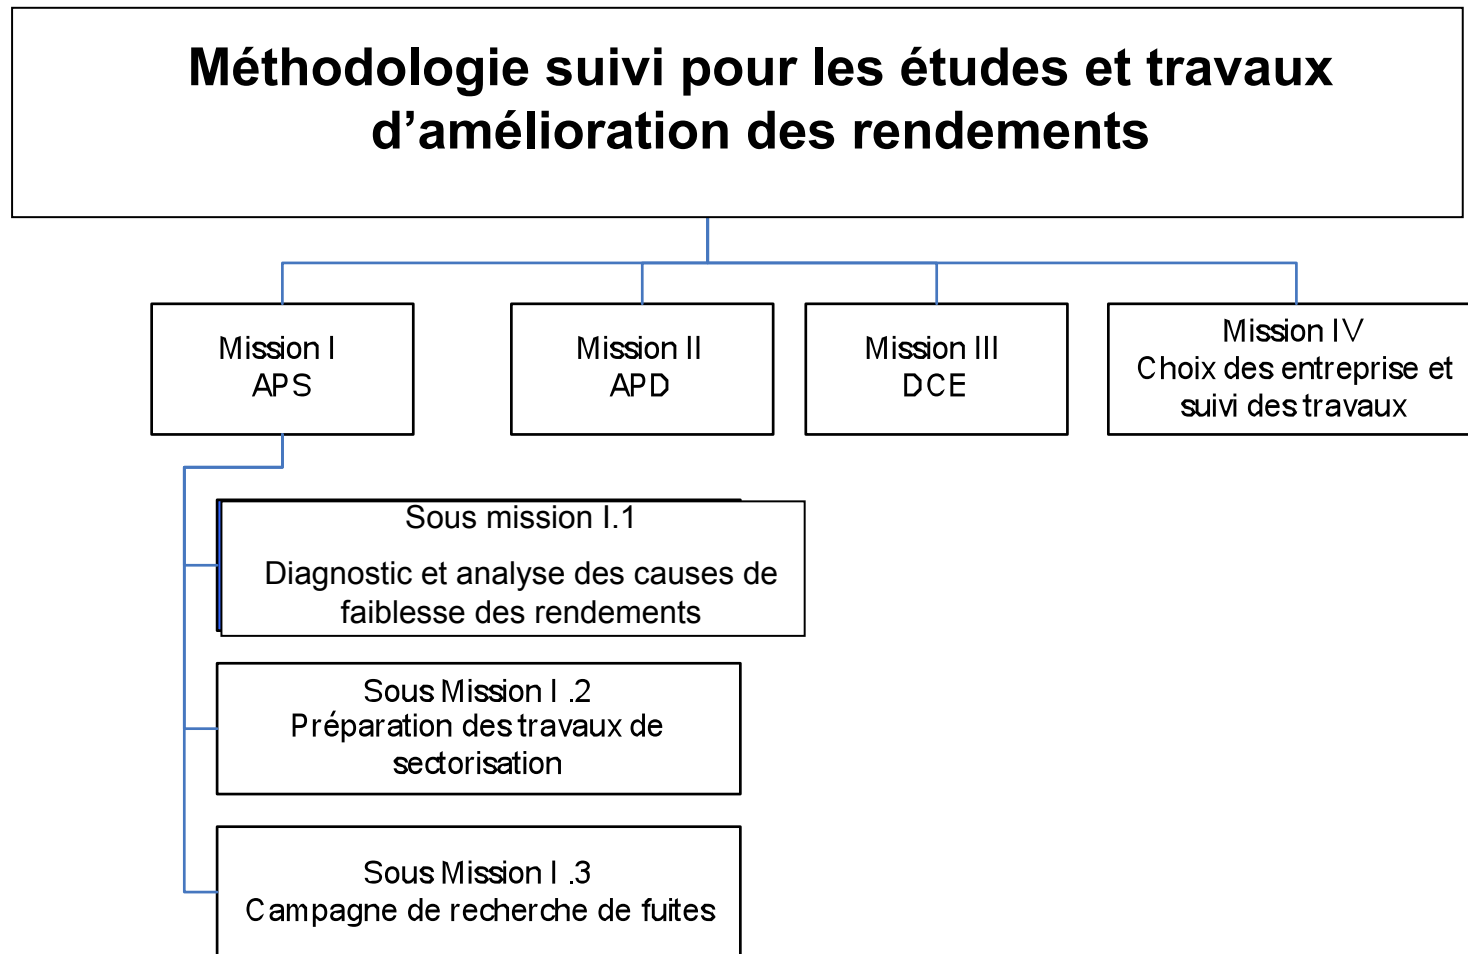 Méthodologie suivi pour les études et travaux
d’amélioration des rendements
Mission I
APS
Mission II
APD
Mission III
DCE
Mission IV
Choix des entreprise et
suivi des travaux
Sous mission I.1
Diagnostic et analyse des causes de
faiblesse des rendements
Sous Mission I .2
Préparation des travaux de
sectorisation
Sous Mission I .3
Campagne de recherche de fuites